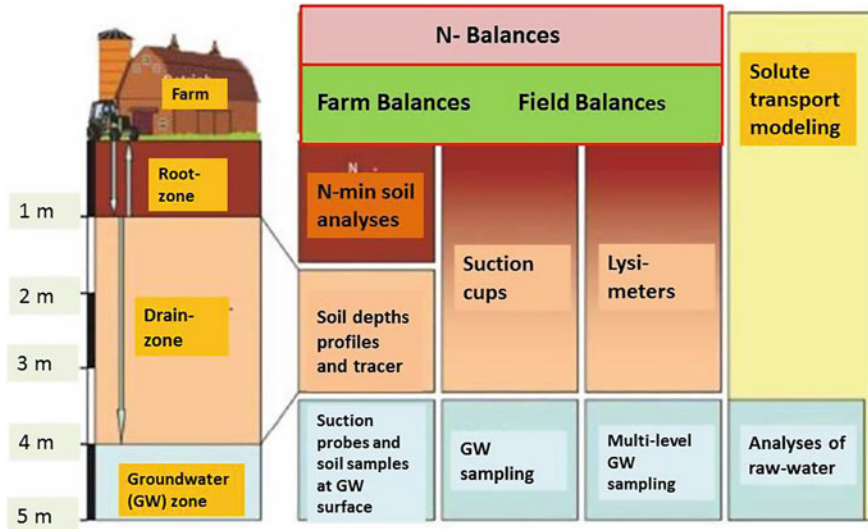 N- Balances
Farm Balances
Field Balances
Solute
transport
modeling
Farm
Root-
zone
N
N-min soil
analyses
1 m
Suction
cups
Lysi-
meters
2 m
Drain-
zone
Soil depths
profiles
and tracer
3 m
4 m
Groundwater
(GW) zone
Suction
probes and
soil samples
at GW
surface
GW
sampling
Multi-level
GW
sampling
Analyses of
raw-water
5 m